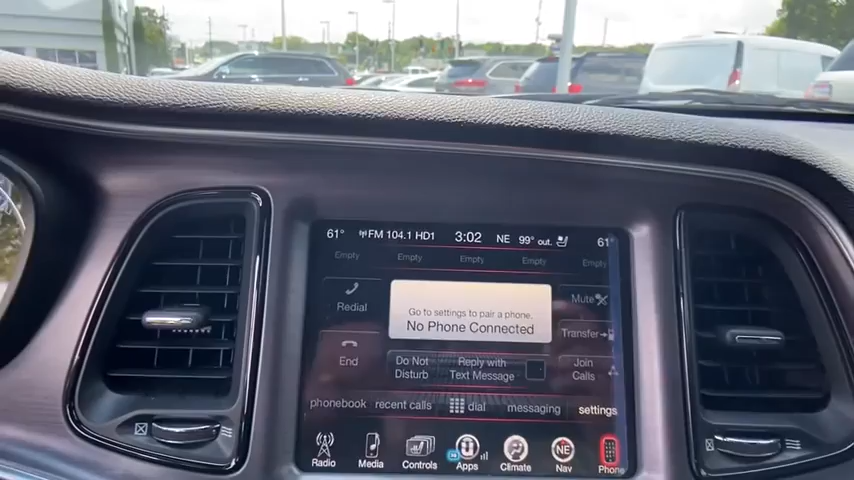 61° FM 104.1 HD1 3:02 NE 99° out. 61°
Empty Empty Empty Empty Empty
Redial
Go to settings to pair a phone.
No Phone Connected
Mute
Transfer
End
Do Not
Disturb
Reply with
Text Message
Join
Calls
phonebook recent calls dial messaging settings
NE
Radio Media Controls Apps Climate Nav Phone